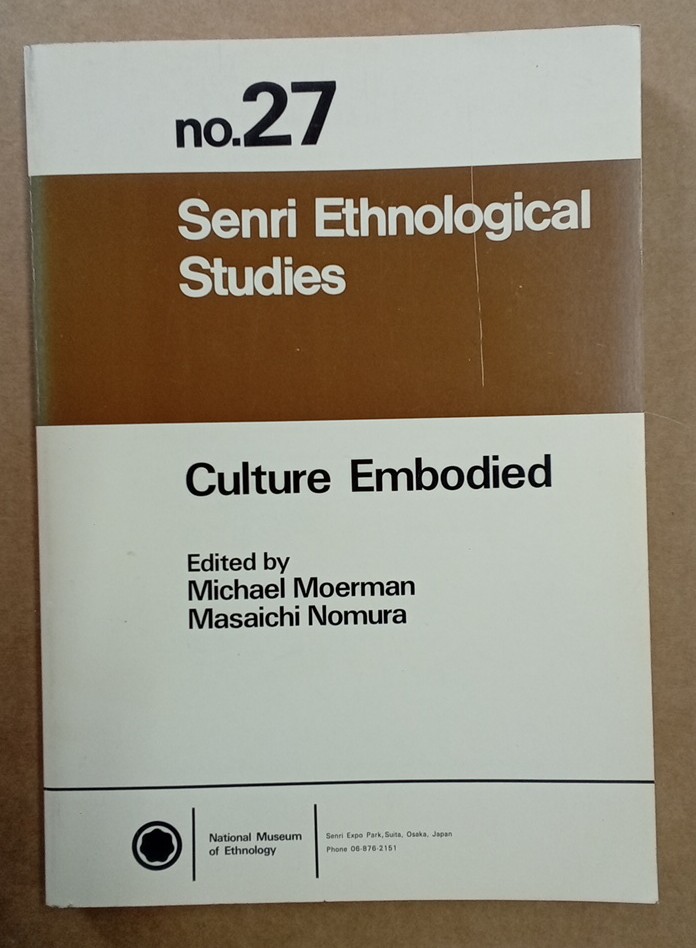 no.27
Senri Ethnological
Studies
Culture Embodied
Edited by
Michael Moerman
Masaichi Nomura
National Museum
of Ethnology
Senri Expo Park, Suita, Osaka, Japan
Phone 06-876-2151